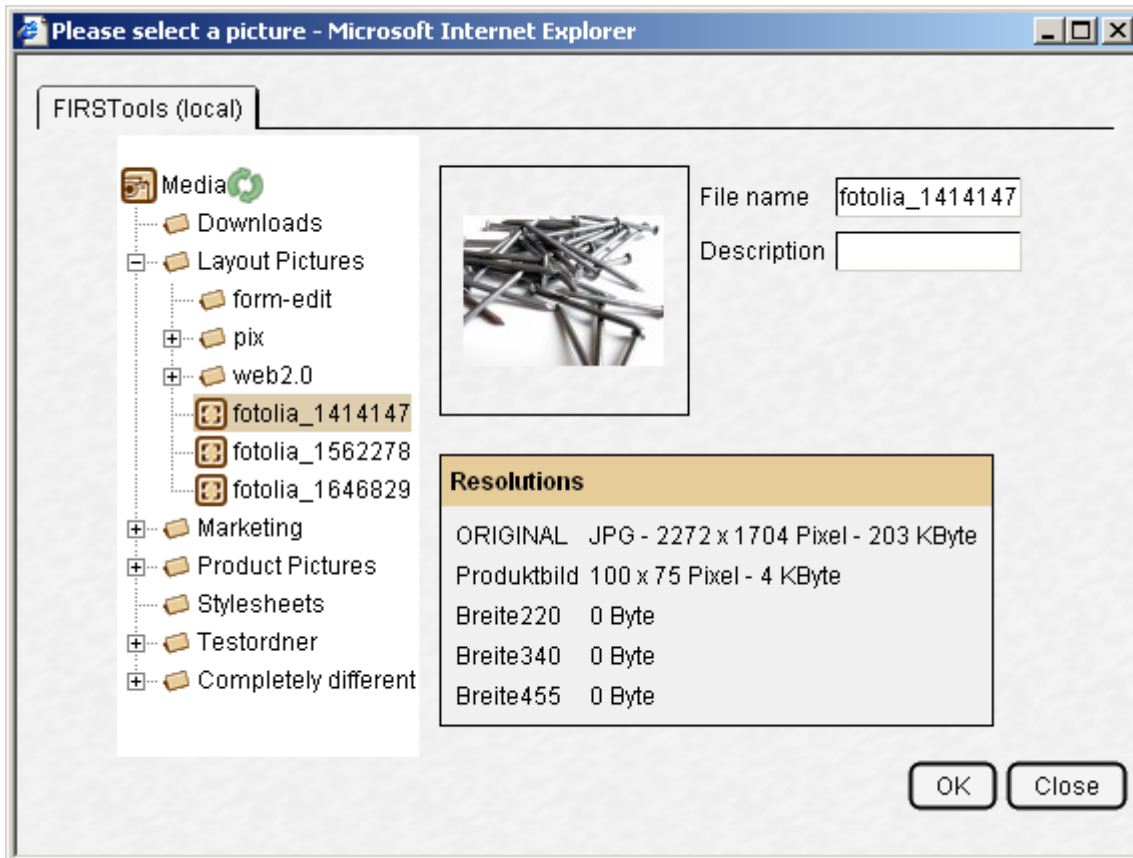 Please select a picture - Microsoft Internet Explorer
FIRSTools (local)
Media
Downloads
Layout Pictures
form-edit
pix
web2.0
fotolia_1414147
fotolia_1562278
fotolia_1646829
Marketing
Product Pictures
Stylesheets
Testordner
Completely different
File name fotolia_1414147
Description
Resolutions
ORIGINAL JPG - 2272 x 1704 Pixel - 203 KByte
Produktbild 100 x 75 Pixel - 4 KByte
Breite220 0 Byte
Breite340 0 Byte
Breite455 0 Byte
OK Close